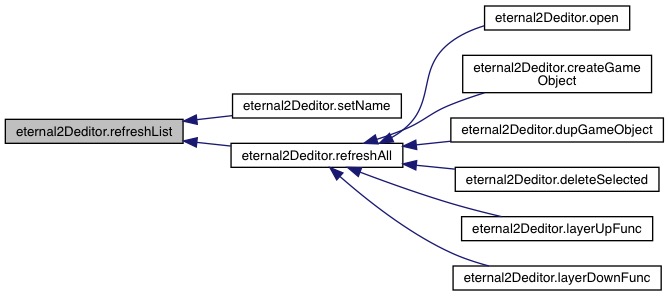 eternal2Deditor.open
eternal2Deditor.createGame
Object
eternal2Deditor.setName
eternal2Deditor.refreshList
eternal2Deditor.dupGameObject
eternal2Deditor.refreshAll
eternal2Deditor.deleteSelected
eternal2Deditor.layerUpFunc
eternal2Deditor.layerDownFunc